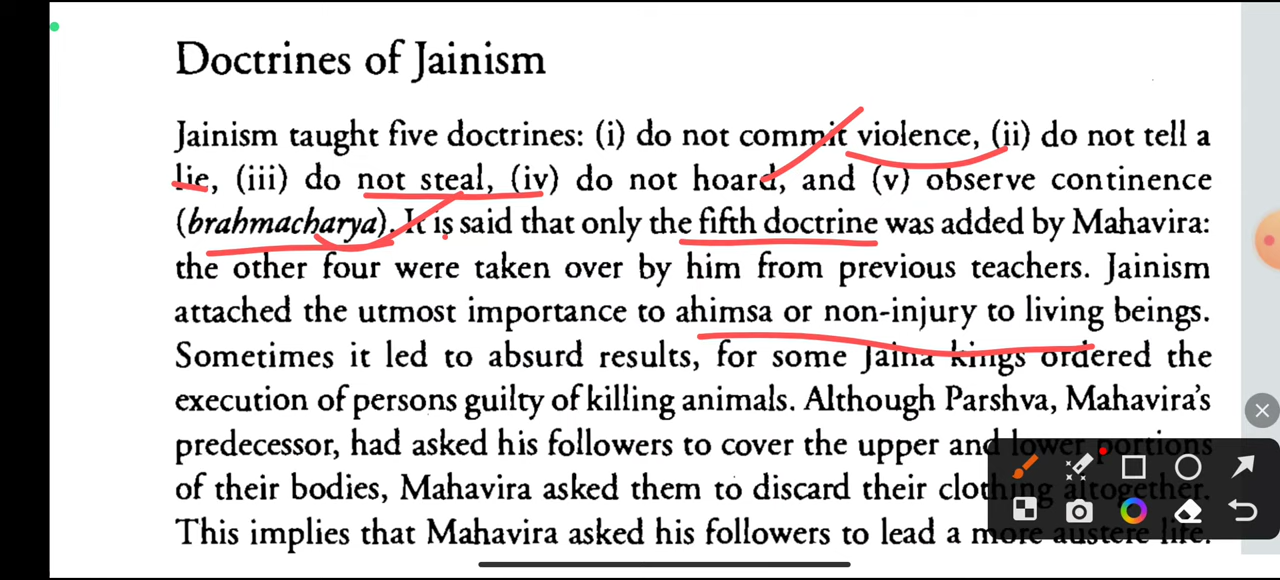 Doctrines of Jainism
Jainism taught five doctrines: (i) do not commit violence, (ii) do not tell a
lie, (iii) do not steal, (iv) do not hoard, and (v) observe continence
(brahmacharya). It is said that only the fifth doctrine was added by Mahavira:
the other four were taken over by him from previous teachers. Jainism
attached the utmost importance to ahimsa or non-injury to living beings.
Sometimes it led to absurd results, for some Jaina kings ordered the
execution of persons guilty of killing animals. Although Parshva, Mahavira's
predecessor, had asked his followers to cover the upper and lower portions
of their bodies, Mahavira asked them to discard their clothing altogether.
This implies that Mahavira asked his followers to lead a more austere life.